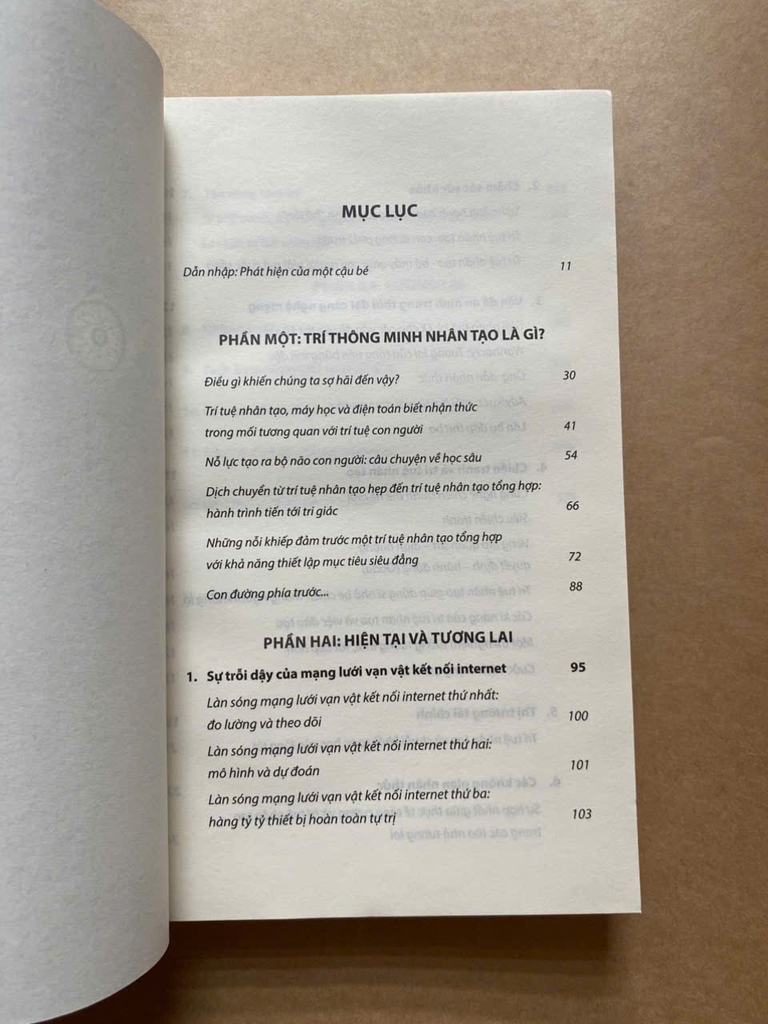 MỤC LỤC
Dẫn nhập: Phát hiện của một cậu bé 11
PHẦN MỘT: TRÍ THÔNG MINH NHÂN TẠO LÀ GÌ?
Điều gì khiến chúng ta sợ hãi đến vậy? 30
Trí tuệ nhân tạo, máy học và điện toán biết nhận thức
trong mối tương quan với trí tuệ con người 41
Nỗ lực tạo ra bộ não con người: câu chuyện về học sâu 54
Dịch chuyển từ trí tuệ nhân tạo hẹp đến trí tuệ nhân tạo tổng hợp:
hành trình tiến tới tri giác 66
Những nỗi khiếp đảm trước một trí tuệ nhân tạo tổng hợp
với khả năng thiết lập mục tiêu siêu đẳng 72
Con đường phía trước... 88
PHẦN HAI: HIỆN TẠI VÀ TƯƠNG LAI
1. Sự trỗi dậy của mạng lưới vạn vật kết nối internet 95
Làn sóng mạng lưới vạn vật kết nối internet thứ nhất:
đo lường và theo dõi 100
Làn sóng mạng lưới vạn vật kết nối internet thứ hai:
mô hình và dự đoán 101
Làn sóng mạng lưới vạn vật kết nối internet thứ ba:
hàng tỷ tỷ thiết bị hoàn toàn tự trị 103